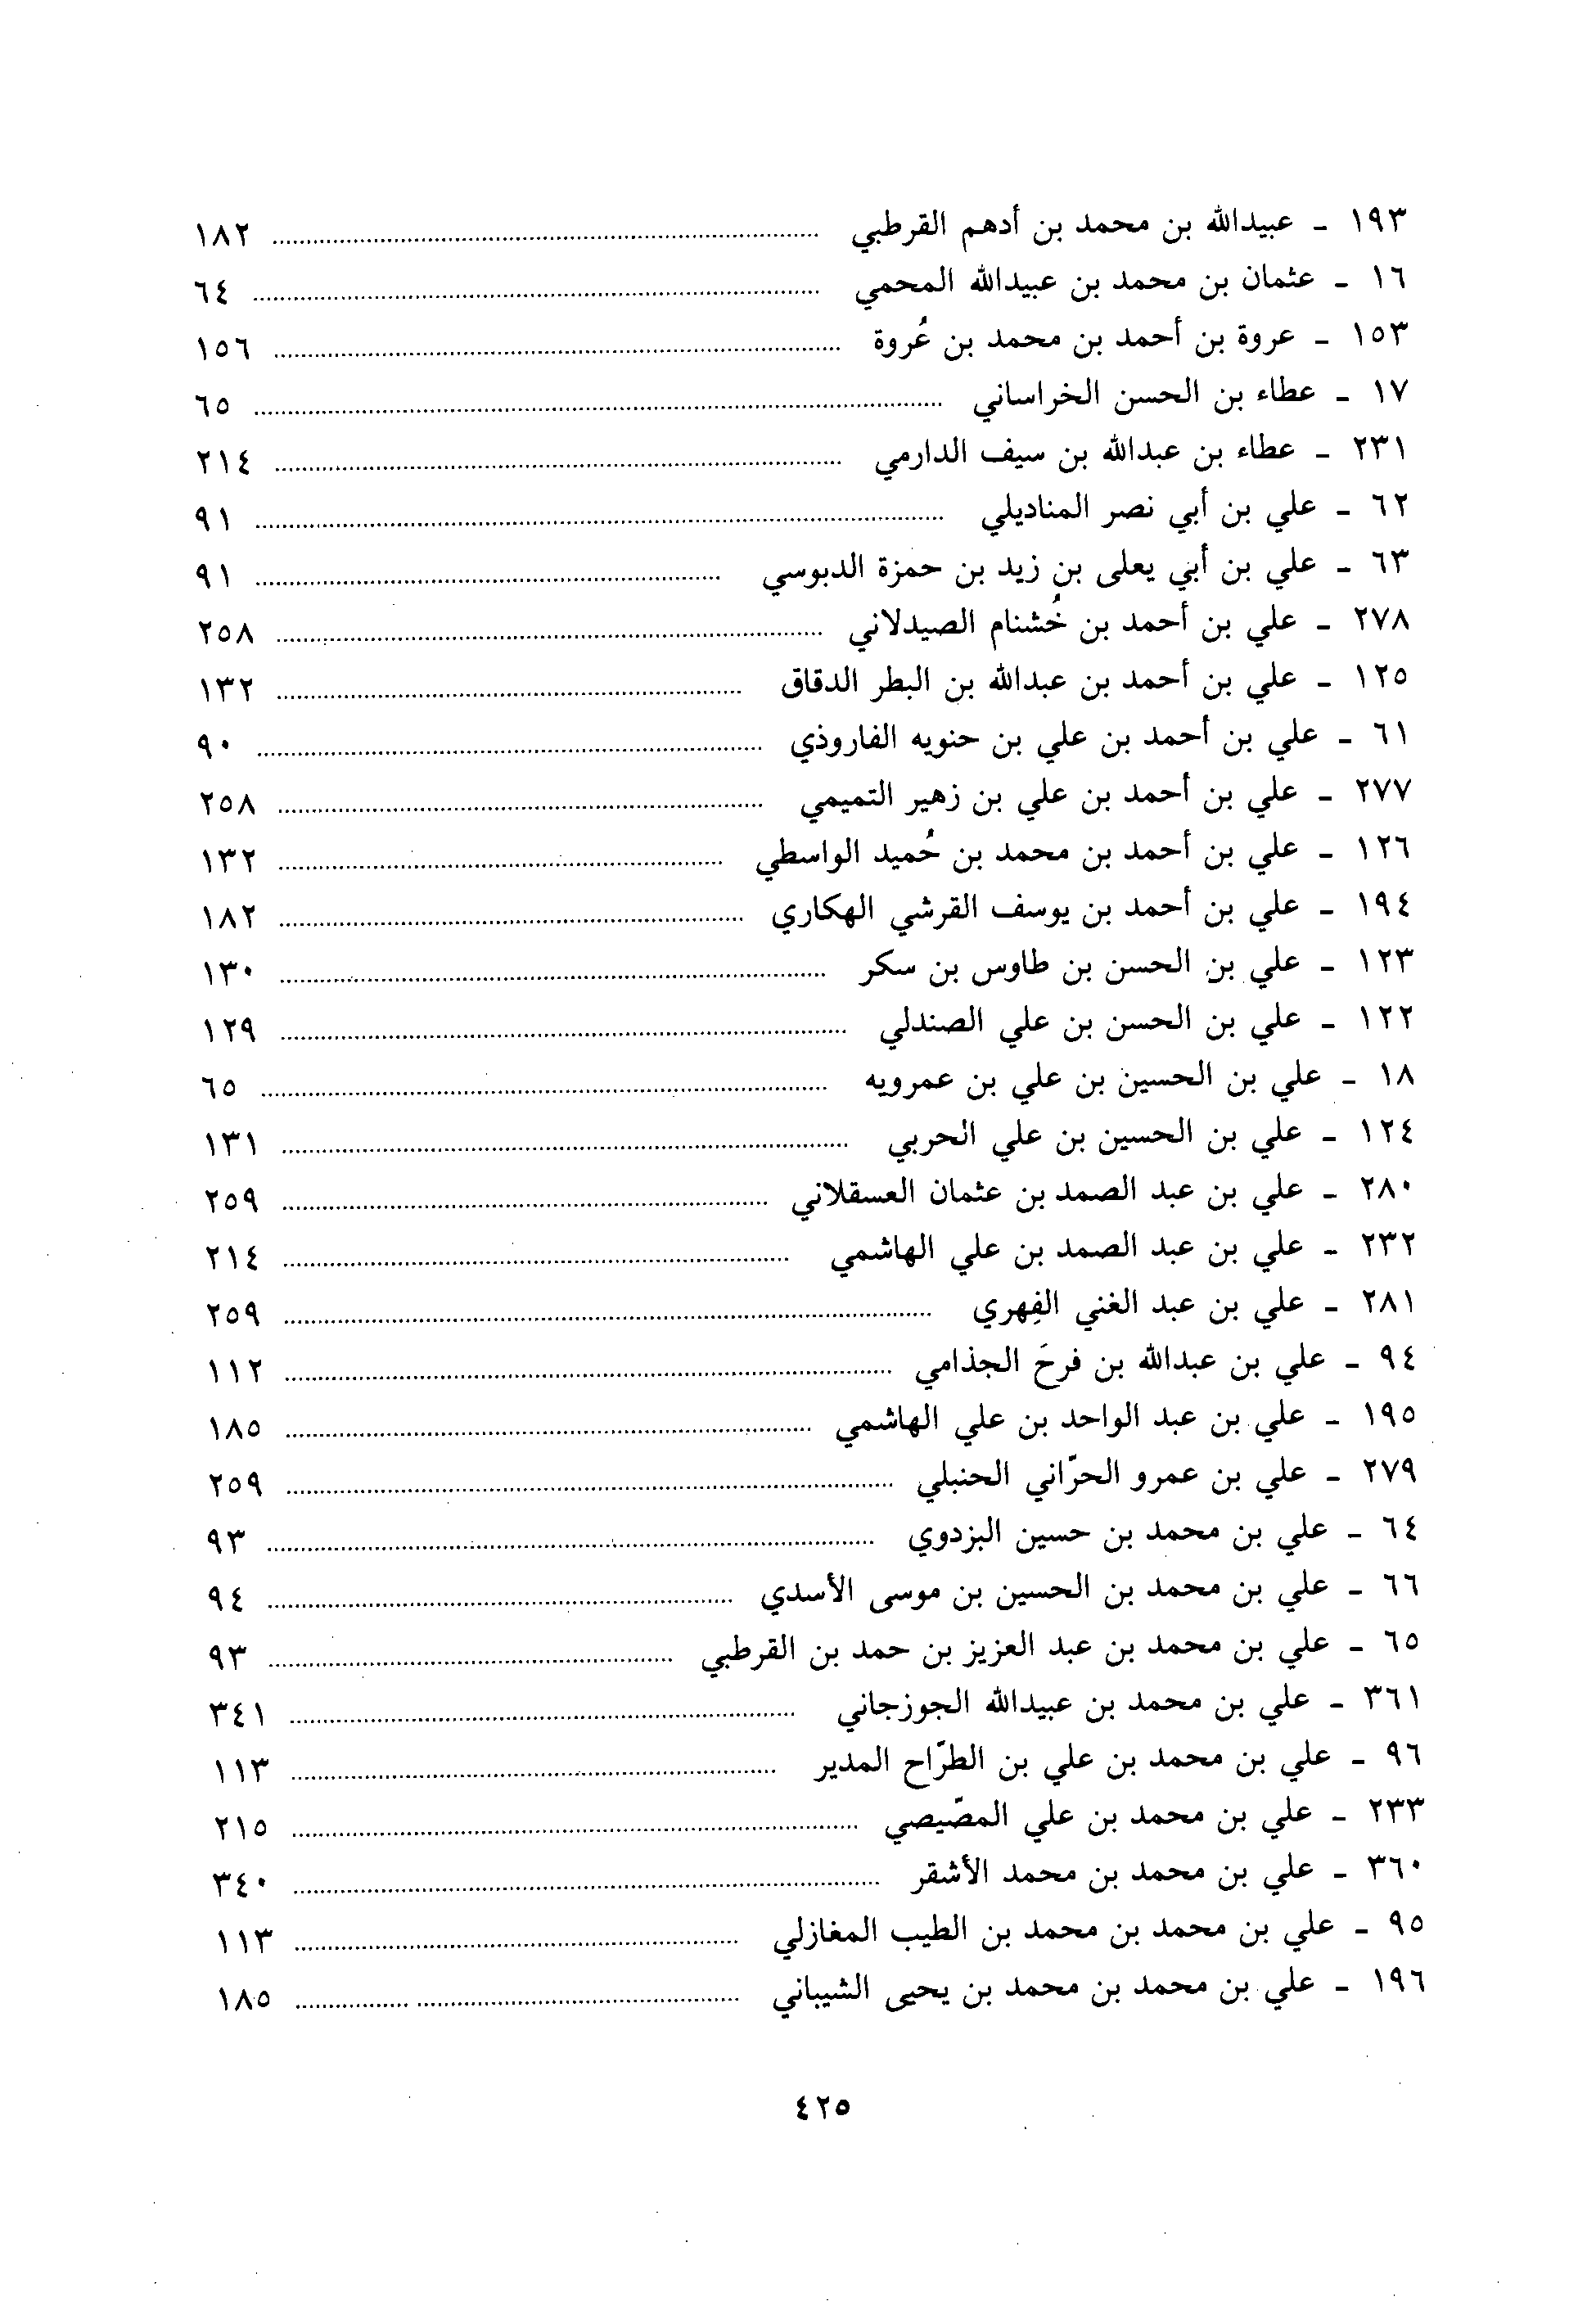 ١٩٣ - عبيدالله بن محمد بن أدهم القرطبي ........ ١٨٢
١٦ - عثمان بن محمد بن عبيدالله المحمي ........ ٦٤
١٥٣ - عروة بن أحمد بن محمد بن عُروة ........ ١٥٦
١٧ - عطاء بن الحسن الخراساني ........ ٦٥
٢٣١ - عطاء بن عبدالله بن سيف الدارمي ........ ٢١٤
٦٢ - علي بن أبي نصر المناديلي ........ ٩١
٦٣ - علي بن أبي يعلى بن زيد بن حمزة الدبوسي ........ ٩١
٢٧٨ - علي بن أحمد بن خُشنام الصيدلاني ........ ٢٥٨
١٢٥ - علي بن أحمد بن عبدالله بن البطر الدقاق ........ ١٣٢
٦١ - علي بن أحمد بن علي بن حنويه الفاروذي ........ ٩٠
٢٧٧ - علي بن أحمد بن علي بن زهير التميمي ........ ٢٥٨
١٢٦ - علي بن أحمد بن محمد بن حُميد الواسطي ........ ١٣٢
١٩٤ - علي بن أحمد بن يوسف القرشي الهكاري ........ ١٨٢
١٢٣ - علي بن الحسن بن طاوس بن سكر ........ ١٣٠
١٢٢ - علي بن الحسن بن علي الصندلي ........ ١٢٩
١٨ - علي بن الحسين بن علي بن عمرويه ........ ٦٥
١٢٤ - علي بن الحسين بن علي الحربي ........ ١٣١
٢٨٠ - علي بن عبد الصمد بن عثمان العسقلاني ........ ٢٥٩
٢٣٢ - علي بن عبد الصمد بن علي الهاشمي ........ ٢١٤
٢٨١ - علي بن عبد الغني الفِهري ........ ٢٥٩
٩٤ - علي بن عبدالله بن فرحَ الجذامي ........ ١١٢
١٩٥ - علي بن عبد الواحد بن علي الهاشمي ........ ١٨٥
٢٧٩ - علي بن عمرو الحرّاني الحنبلي ........ ٢٥٩
٦٤ - علي بن محمد بن حسين البزدوي ........ ٩٣
٦٦ - علي بن محمد بن الحسين بن موسى الأسدي ........ ٩٤
٦٥ - علي بن محمد بن عبد العزيز بن حمد بن القرطبي ........ ٩٣
٣٦١ - علي بن محمد بن عبيدالله الجوزجاني ........ ٣٤١
٩٦ - علي بن محمد بن علي بن الطرّاح المدير ........ ١١٣
٢٣٣ - علي بن محمد بن علي المصّيصي ........ ٢١٥
٣٦٠ - علي بن محمد بن محمد الأشقر ........ ٣٤٠
٩٥ - علي بن محمد بن محمد بن الطيب المغازلي ........ ١١٣
١٩٦ - علي بن محمد بن محمد بن يحيى الشيباني ........ ١٨٥
٤٢٥